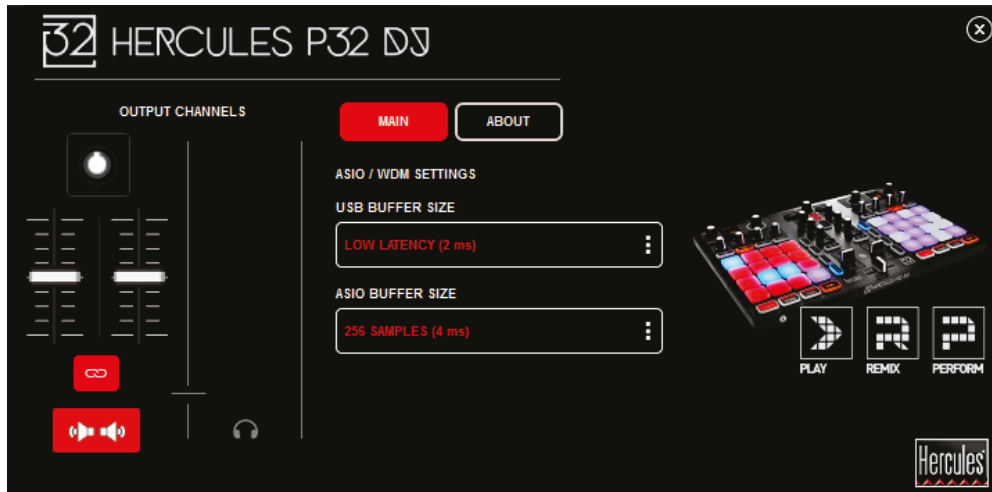 P32 HERCULES P32 DJ
OUTPUT CHANNELS
MAIN
ABOUT
ASIO / WDM SETTINGS
USB BUFFER SIZE
LOW LATENCY (2 ms)
ASIO BUFFER SIZE
256 SAMPLES (4 ms)
PLAY
REMIX
PERFORM
Hercules